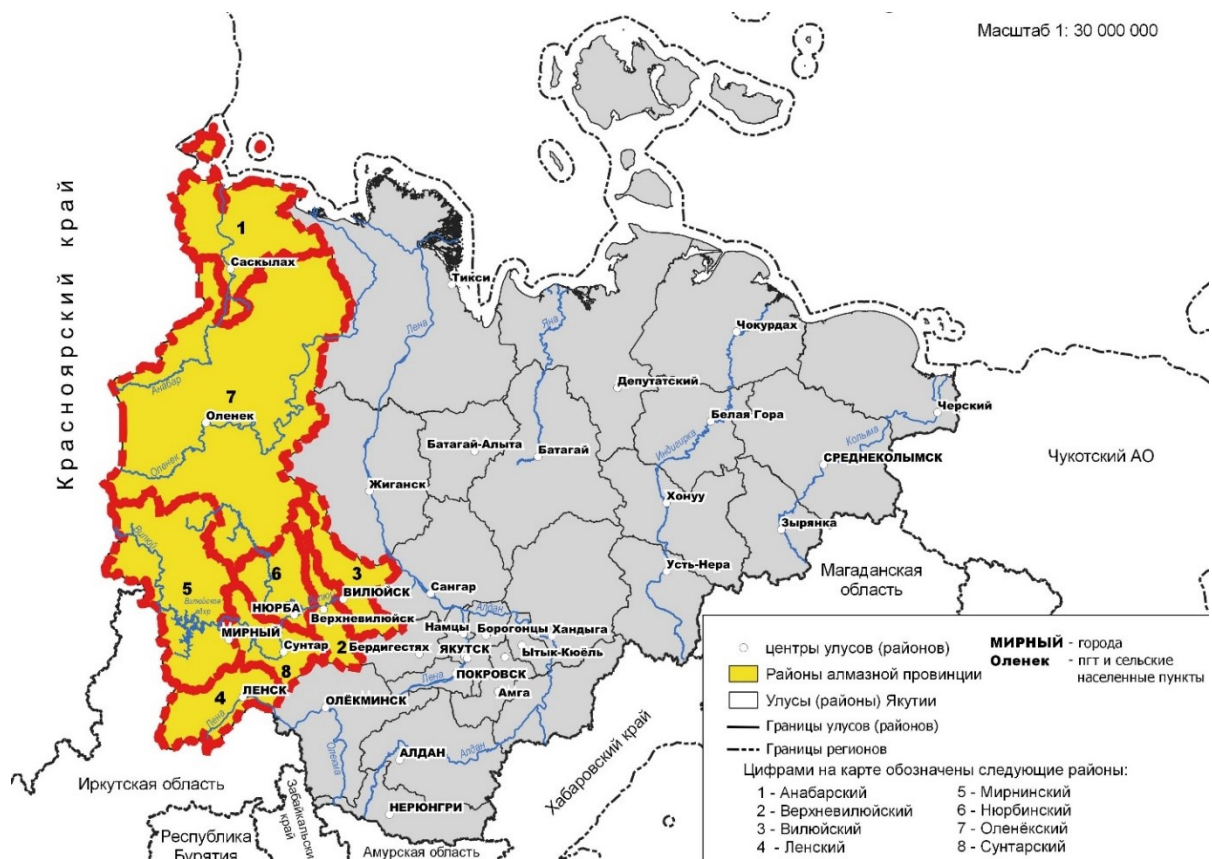 Масштаб 1: 30 000 000
Красноярский край
1
Саскылах
Тикси
Лена
Яна
Чокурдах
Анабар
7
Депутатский
Оленек
Белая Гора
Черский
Индигирка
Колыма
Батагай-Алыта
Батагай
СРЕДНЕКОЛЫМСК
Чукотский АО
Оленек
Жиганск
Хонуу
Зырянка
Вилюй
Усть-Нера
Магаданская
область
5
6
3
ВИЛЮЙСК
Сангар
Алдан
НЮРБА
Верхневилюйск
Вилюйское
МИРНЫЙ
Сунтар
2
Намцы
Борогонцы
Хандыга
Бердигестях
ЯКУТСК
Ытык-Кюёль
8
ПОКРОВСК
Лена
Амга
4
ЛЕНСК
Лена
ОЛЁКМИНСК
Олекма
АЛДАН
Алдан
Хабаровский край
Иркутская область
НЕРЮНГРИ
Забайкальский
край
Республика
Бурятия
Амурская область
центры улусов (районов)
Районы алмазной провинции
Улусы (районы) Якутии
Границы улусов (районов)
Границы регионов
МИРНЫЙ - города
Оленек - пгт и сельские
населенные пункты
Цифрами на карте обозначены следующие районы:
1 - Анабарский
2 - Верхневилюйский
3 - Вилюйский
4 - Ленский
5 - Мирнинский
6 - Нюрбинский
7 - Оленёкский
8 - Сунтарский